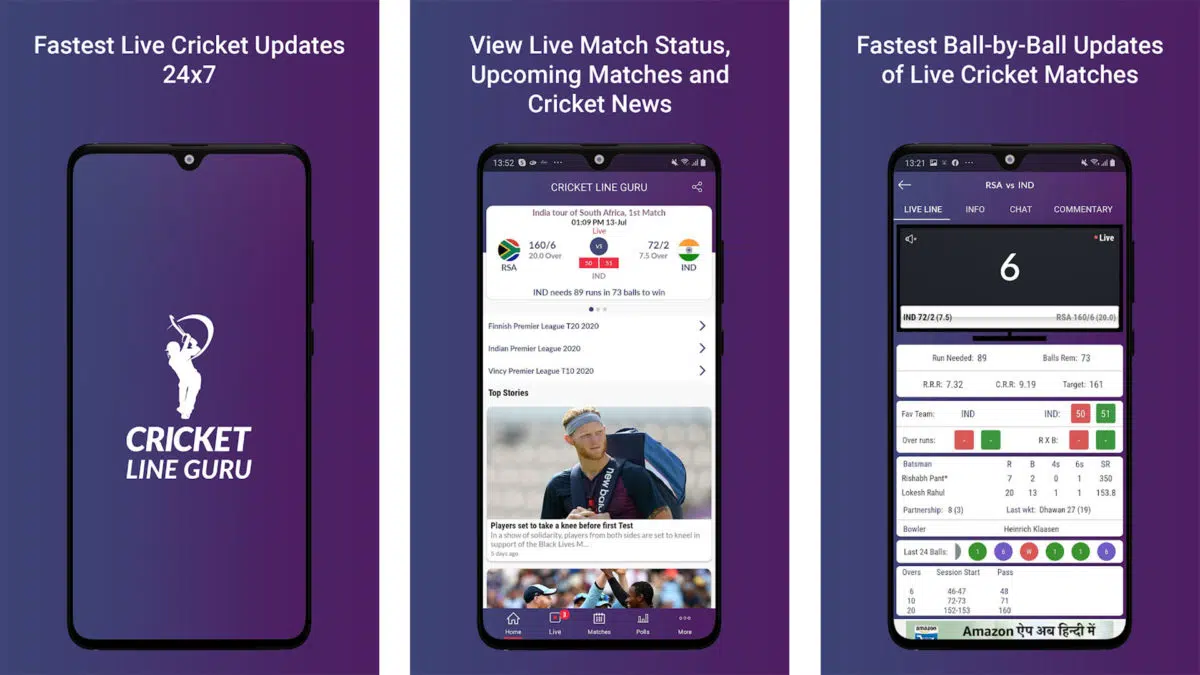 Fastest Live Cricket Updates
24x7
CRICKET
LINE GURU
View Live Match Status,
Upcoming Matches and
Cricket News
13:52
CRICKET LINE GURU
India tour of South Africa, 1st Match
01:09 PM 13-Jul
Live
160/6 VS 72/2
20.0 Over 7.5 Over
50 51
RSA IND IND
IND needs 89 runs in 73 balls to win
Finnish Premier League T20 2020
Indian Premier League 2020
Vincy Premier League T10 2020
Top Stories
new bala
Players set to take a knee before first Test
In a show of solidarity, players from both sides are set to kneel in
support of the Black Lives M...
5 days ago
3
Home Live Matches Polls More
Fastest Ball-by-Ball Updates
of Live Cricket Matches
13:21
RSA vs IND
LIVE LINE INFO CHAT COMMENTARY
Live
6
IND 72/2 (7.5) RSA 160/6 (20.0)
Run Needed: 89 Balls Rem: 73
R.R.R: 7.32 C.R.R: 9.19 Target: 161
Fav Team: IND IND: 50 51
Over runs: - - R X B: - -
Batsman R B 4s 6s SR
Rishabh Pant* 7 2 0 1 350
Lokesh Rahul 20 13 1 1 153.8
Partnership: 8 (3) Last wkt: Dhawan 27 (19)
Bowler Heinrich Klaasen
Last 24 Balls: 1 6 W 1 1 6
Overs Session Start Pass
6 46-47 48
10 72-73 71
20 152-153 160
amazon Amazon ऐप अब हिन्दी में